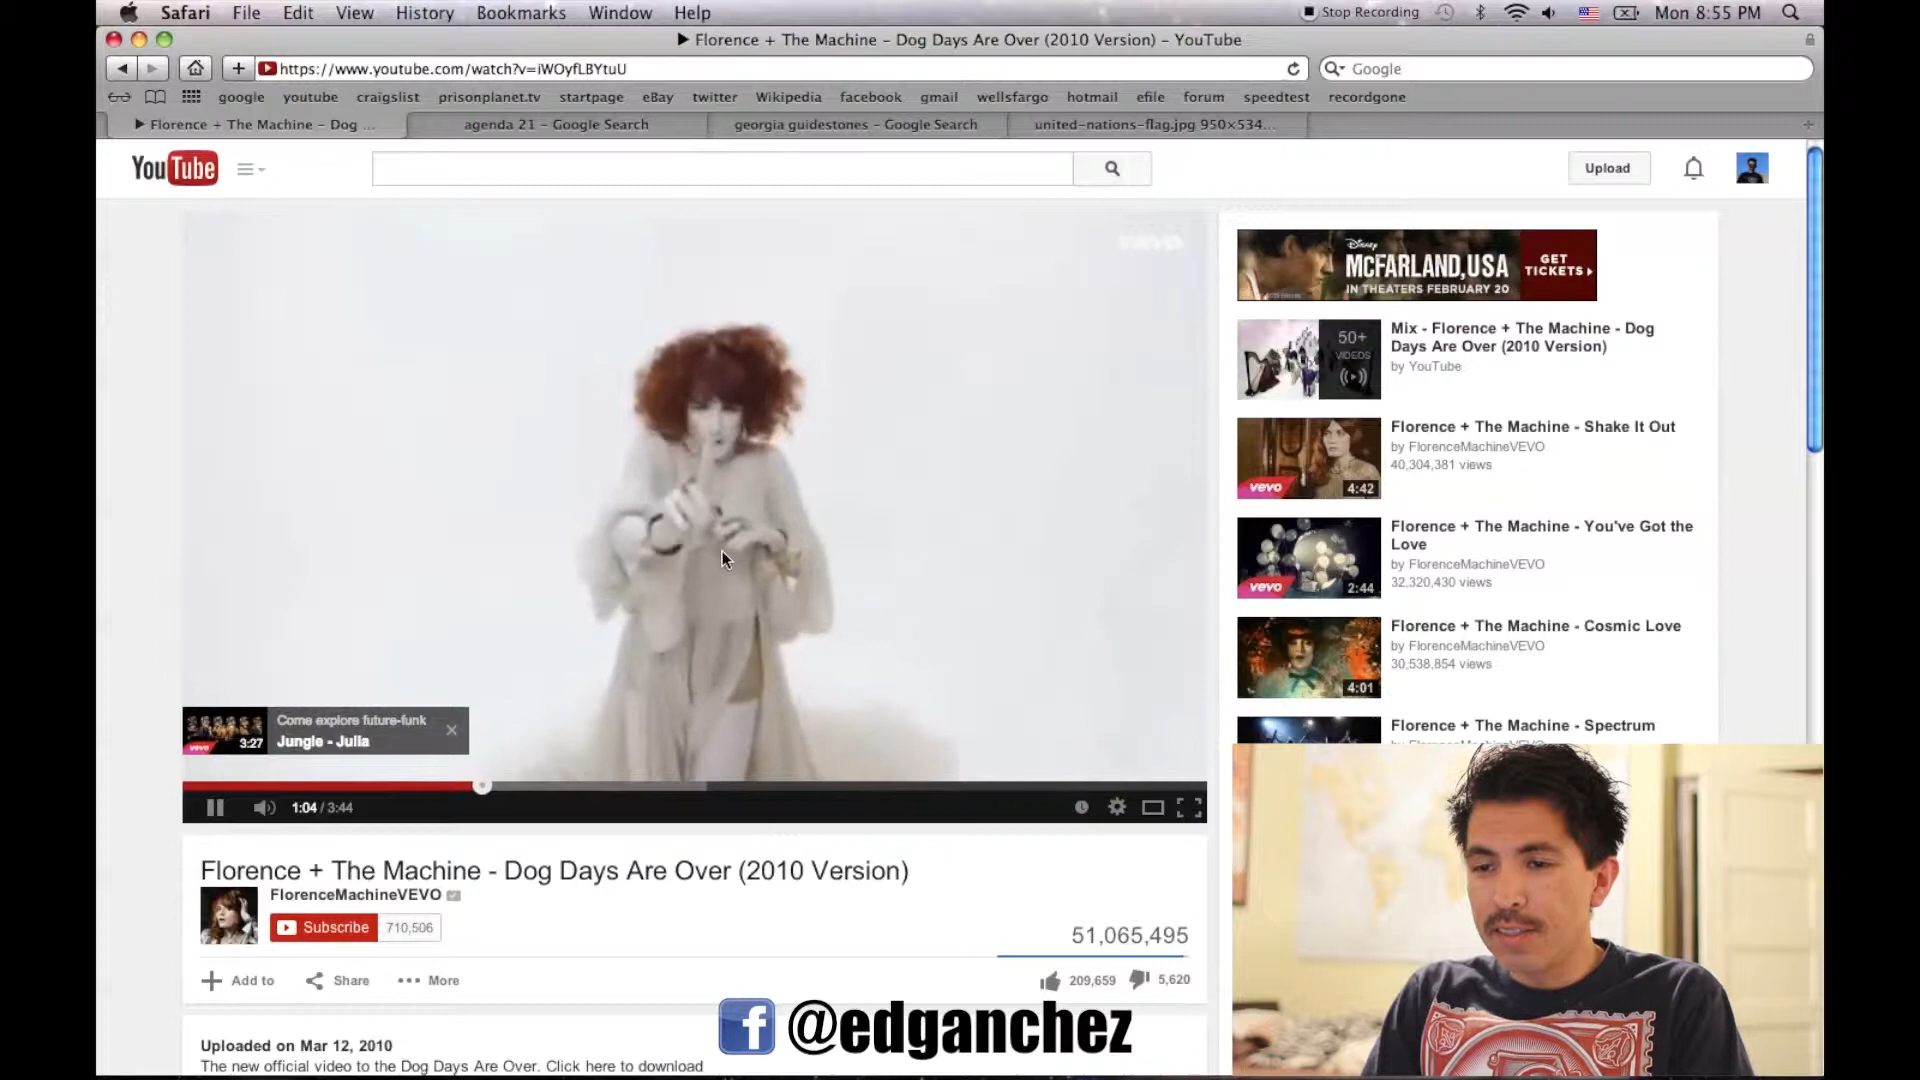 Safari File Edit View History Bookmarks Window Help Stop Recording Mon 8:55 PM
Florence + The Machine - Dog Days Are Over (2010 Version) - YouTube
https://www.youtube.com/watch?v=iWOyfLBYtuU Google
google youtube craigslist prisonplanet.tv startpage eBay twitter Wikipedia facebook gmail wellsfargo hotmail efile forum speedtest recordgone
Florence + The Machine - Dog ... agenda 21 - Google Search georgia guidestones - Google Search united-nations-flag.jpg 950×534...
YouTube Upload
vevo
Disney
MCFARLAND,USA
IN THEATERS FEBRUARY 20
GET
TICKETS
50+
VIDEOS
Mix - Florence + The Machine - Dog
Days Are Over (2010 Version)
by YouTube
vevo 4:42
Florence + The Machine - Shake It Out
by FlorenceMachineVEVO
40,304,381 views
vevo 2:44
Florence + The Machine - You've Got the
Love
by FlorenceMachineVEVO
32,320,430 views
4:01
Florence + The Machine - Cosmic Love
by FlorenceMachineVEVO
30,538,854 views
Florence + The Machine - Spectrum
vevo 3:27
Come explore future-funk
Jungle - Julia
1:04 / 3:44
Florence + The Machine - Dog Days Are Over (2010 Version)
FlorenceMachineVEVO
Subscribe 710,506
51,065,495
Add to Share More 209,659 5,620
f @edganchez
Uploaded on Mar 12, 2010
The new official video to the Dog Days Are Over. Click here to download